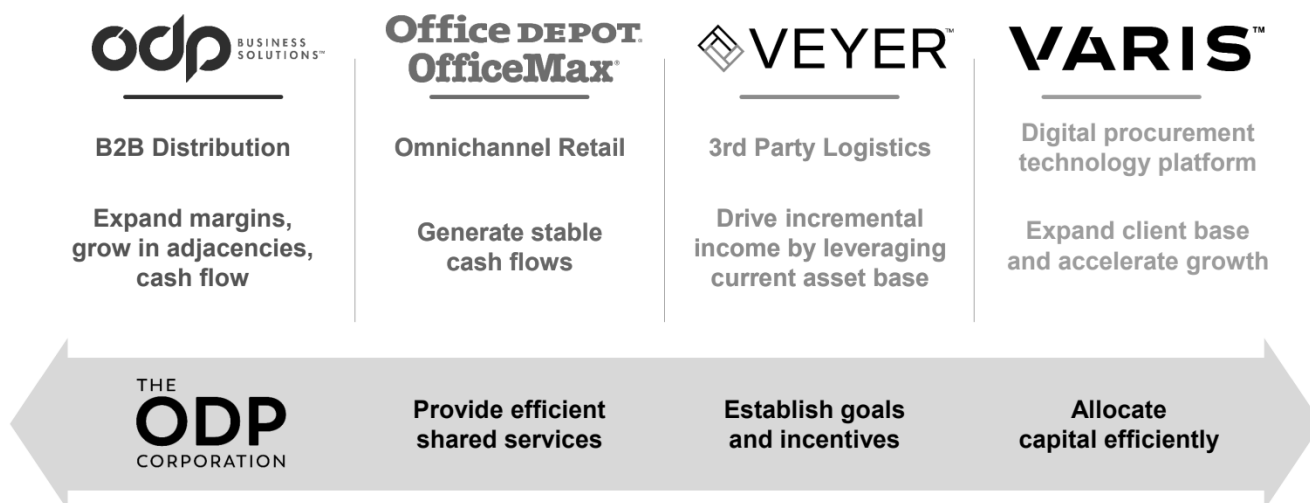 odp BUSINESS
SOLUTIONS™
Office DEPOT.
OfficeMax®
VEYER™
VARIS™
B2B Distribution
Omnichannel Retail
3rd Party Logistics
Digital procurement
technology platform
Expand margins,
grow in adjacencies,
cash flow
Generate stable
cash flows
Drive incremental
income by leveraging
current asset base
Expand client base
and accelerate growth
THE
ODP
CORPORATION
Provide efficient
shared services
Establish goals
and incentives
Allocate
capital efficiently